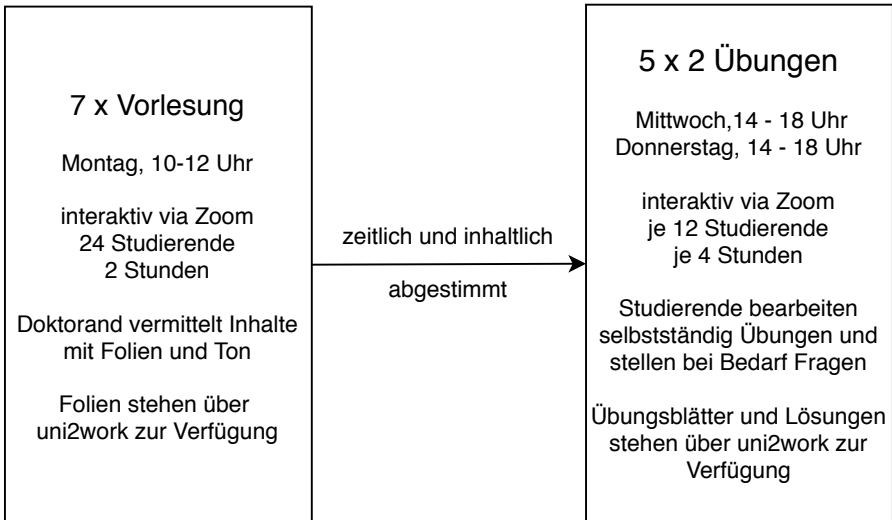 7 x Vorlesung
Montag, 10-12 Uhr
interaktiv via Zoom
24 Studierende
2 Stunden
Doktorand vermittelt Inhalte
mit Folien und Ton
Folien stehen über
uni2work zur Verfügung
zeitlich und inhaltlich
abgestimmt
5 x 2 Übungen
Mittwoch,14 - 18 Uhr
Donnerstag, 14 - 18 Uhr
interaktiv via Zoom
je 12 Studierende
je 4 Stunden
Studierende bearbeiten
selbstständig Übungen und
stellen bei Bedarf Fragen
Übungsblätter und Lösungen
stehen über uni2work zur
Verfügung